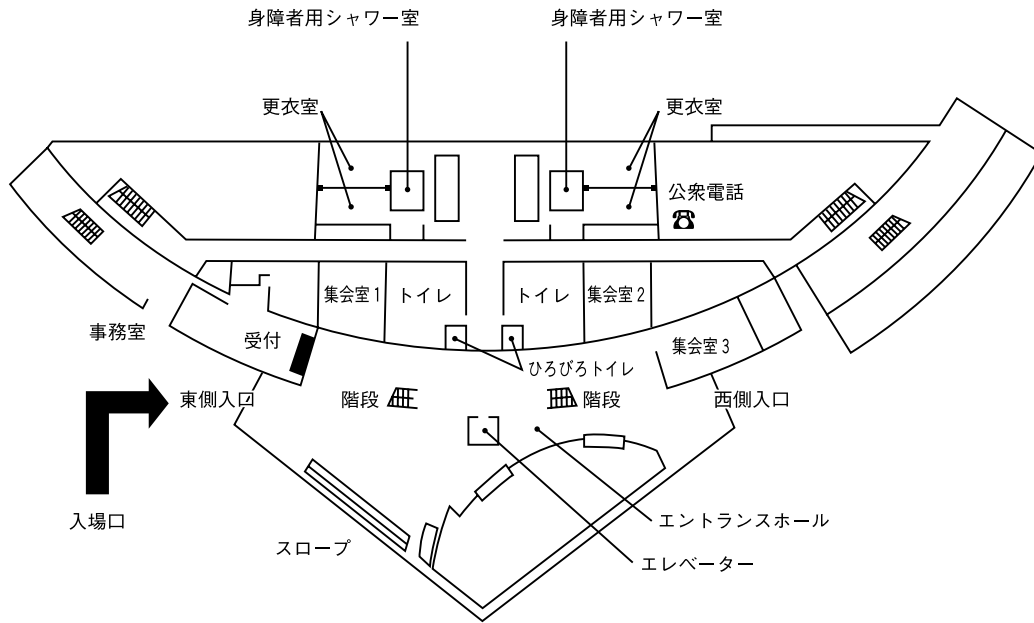 身障者用シャワー室
身障者用シャワー室
更衣室
更衣室
公衆電話
集会室1
トイレ
トイレ
集会室2
事務室
受付
集会室3
ひろびろトイレ
東側入口
階段
階段
西側入口
入場口
エントランスホール
スロープ
エレベーター